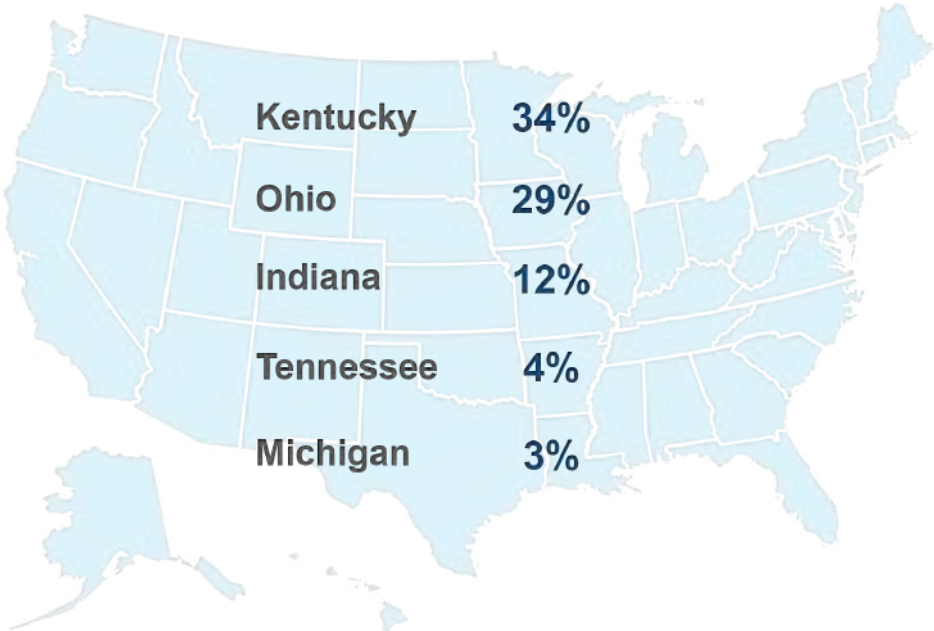 Kentucky 34%
Ohio 29%
Indiana 12%
Tennessee 4%
Michigan 3%